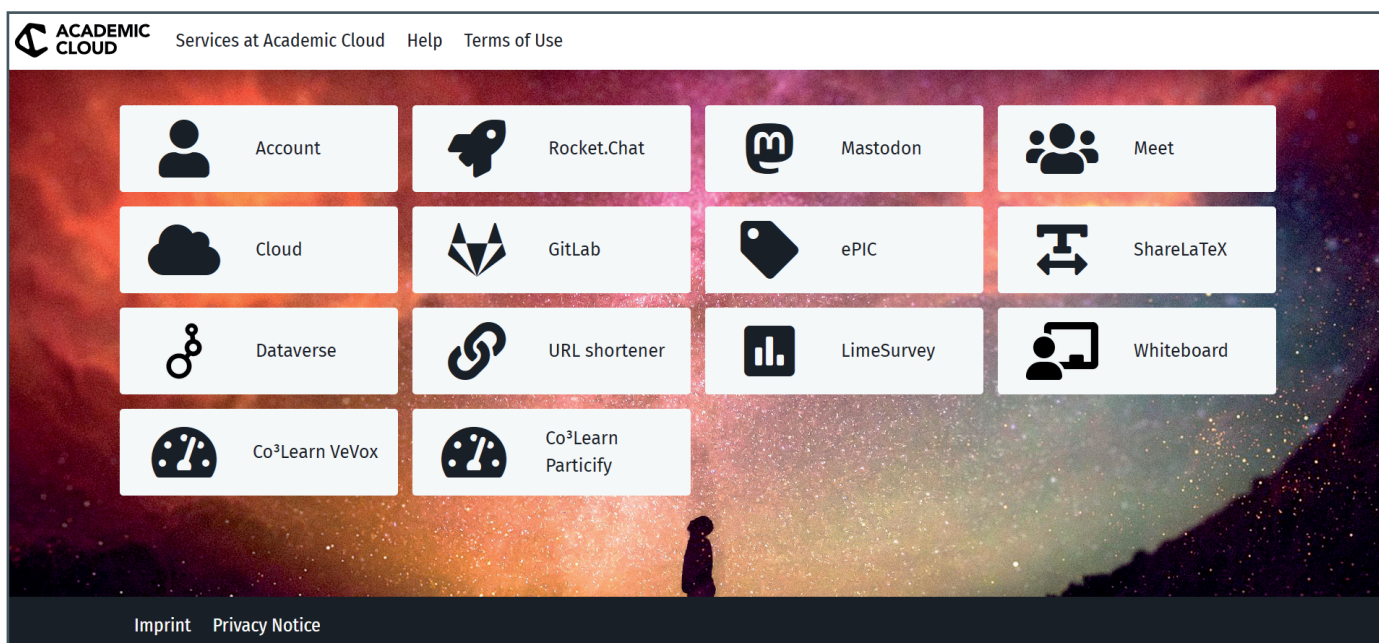 ACADEMIC
CLOUD
Services at Academic Cloud Help Terms of Use
Account
Rocket.Chat
Mastodon
Meet
Cloud
GitLab
ePIC
ShareLaTeX
Dataverse
URL shortener
LimeSurvey
Whiteboard
Co³Learn VeVox
Co³Learn
Particify
Imprint Privacy Notice